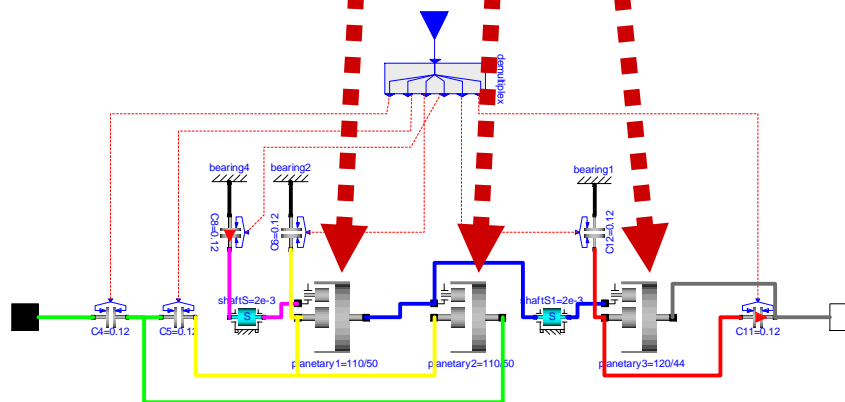 demultiplex
bearing4
bearing2
bearing1
C8=0.12
C6=0.12
C12=0.12
shaftS=2e-3
shaftS1=2e-3
S
S
C4=0.12
C5=0.12
C11=0.12
planetary1=110/50
planetary2=110/50
planetary3=120/44